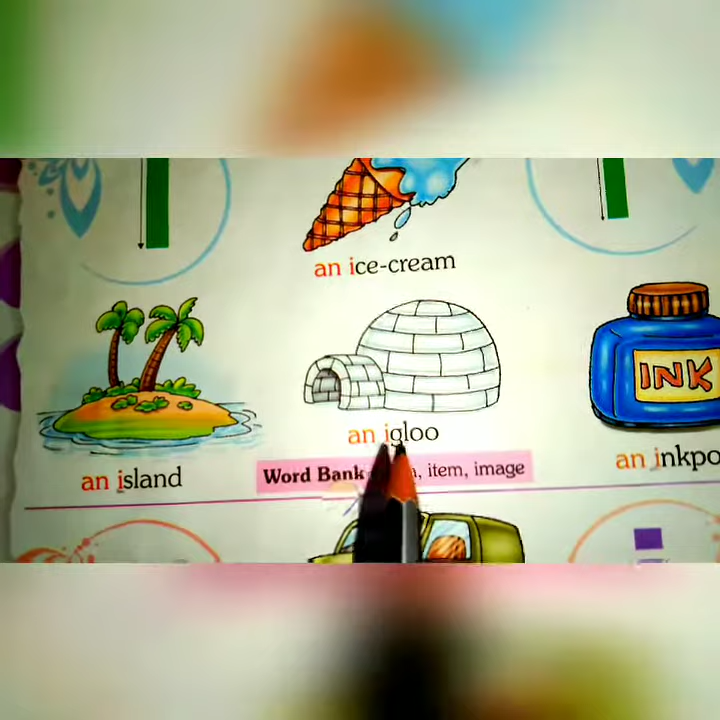 an ice-cream
an island
an igloo
INK
an inkpo
Word Bank item, image